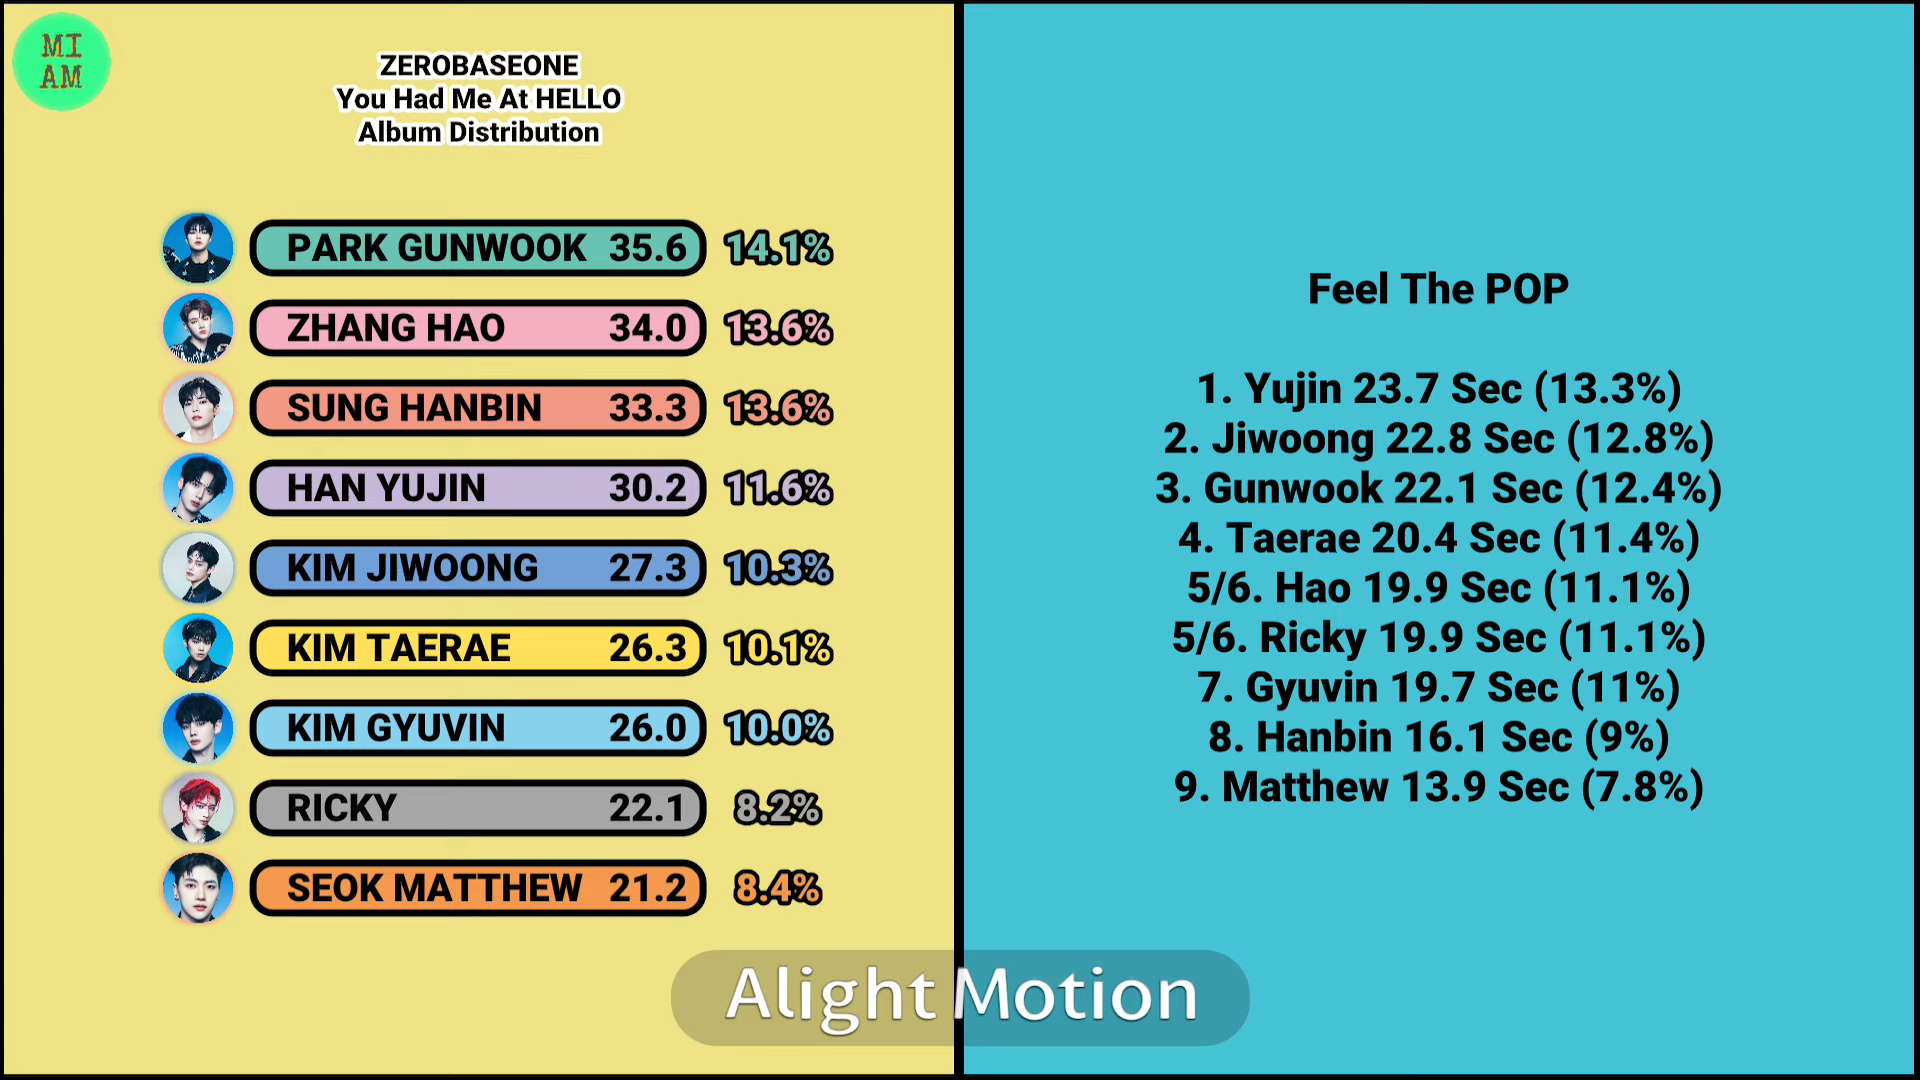 MI
AM
ZEROBASEONE
You Had Me At HELLO
Album Distribution
PARK GUNWOOK 35.6 14.1%
ZHANG HAO 34.0 13.6%
SUNG HANBIN 33.3 13.6%
HAN YUJIN 30.2 11.6%
KIM JIWOONG 27.3 10.3%
KIM TAERAE 26.3 10.1%
KIM GYUVIN 26.0 10.0%
RICKY 22.1 8.2%
SEOK MATTHEW 21.2 8.4%
Feel The POP
1. Yujin 23.7 Sec (13.3%)
2. Jiwoong 22.8 Sec (12.8%)
3. Gunwook 22.1 Sec (12.4%)
4. Taerae 20.4 Sec (11.4%)
5/6. Hao 19.9 Sec (11.1%)
5/6. Ricky 19.9 Sec (11.1%)
7. Gyuvin 19.7 Sec (11%)
8. Hanbin 16.1 Sec (9%)
9. Matthew 13.9 Sec (7.8%)
Alight Motion